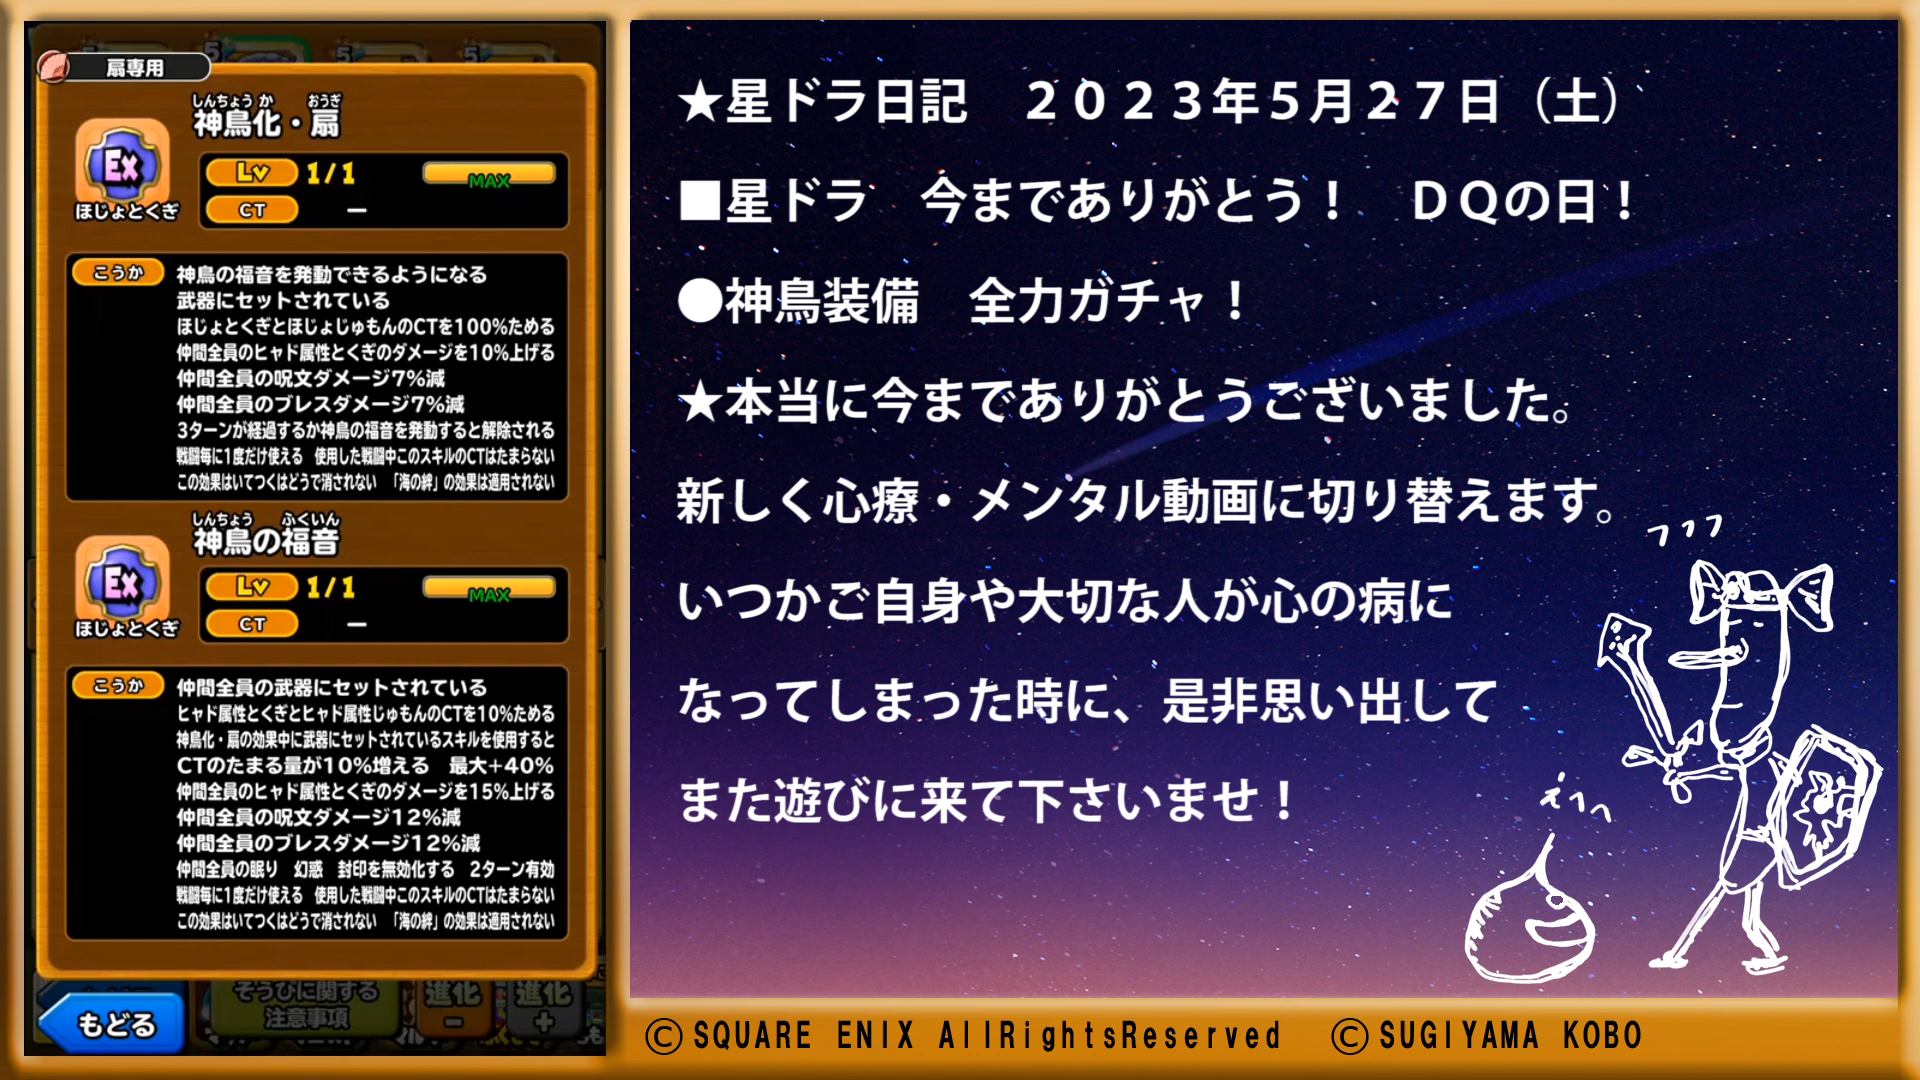 扇専用
しんちょうか おうぎ
神鳥化・扇
Ex
ほじょとくぎ
Lv 1/1 MAX
CT －
こうか
神鳥の福音を発動できるようになる
武器にセットされている
ほじょとくぎとほじょじゅもんのCTを100%ためる
仲間全員のヒャド属性とくぎのダメージを10%上げる
仲間全員の呪文ダメージ7%減
仲間全員のブレスダメージ7%減
3ターンが経過するか神鳥の福音を発動すると解除される
戦闘毎に1度だけ使える　使用した戦闘中このスキルのCTはたまらない
この効果はいてつくはどうで消されない　「海の絆」の効果は適用されない
しんちょう ふくいん
神鳥の福音
Ex
ほじょとくぎ
Lv 1/1 MAX
CT －
こうか
仲間全員の武器にセットされている
ヒャド属性とくぎとヒャド属性じゅもんのCTを10%ためる
神鳥化・扇の効果中に武器にセットされているスキルを使用すると
CTのたまる量が10%増える　最大+40%
仲間全員のヒャド属性とくぎのダメージを15%上げる
仲間全員の呪文ダメージ12%減
仲間全員のブレスダメージ12%減
仲間全員の眠り　幻惑　封印を無効化する　2ターン有効
戦闘毎に1度だけ使える　使用した戦闘中このスキルのCTはたまらない
この効果はいてつくはどうで消されない　「海の絆」の効果は適用されない
もどる
そうびに関する
注意事項
進化
－
進化
＋
★星ドラ日記　２０２３年５月２７日（土）
■星ドラ　今までありがとう！　ＤＱの日！
●神鳥装備　全力ガチャ！
★本当に今までありがとうございました。
新しく心療・メンタル動画に切り替えます。
いつかご自身や大切な人が心の病に
なってしまった時に、是非思い出して
また遊びに来て下さいませ！
フフフ
えへへ
©SQUARE ENIX AllRightsReserved　©SUGIYAMA KOBO